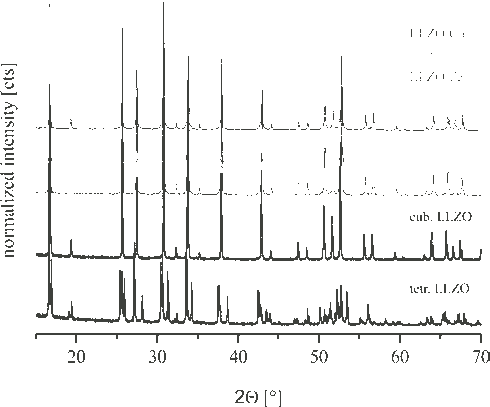 normalized intensity [cts]
cub. LLZO
tetr. LLZO
20 30 40 50 60 70
2Θ [°]